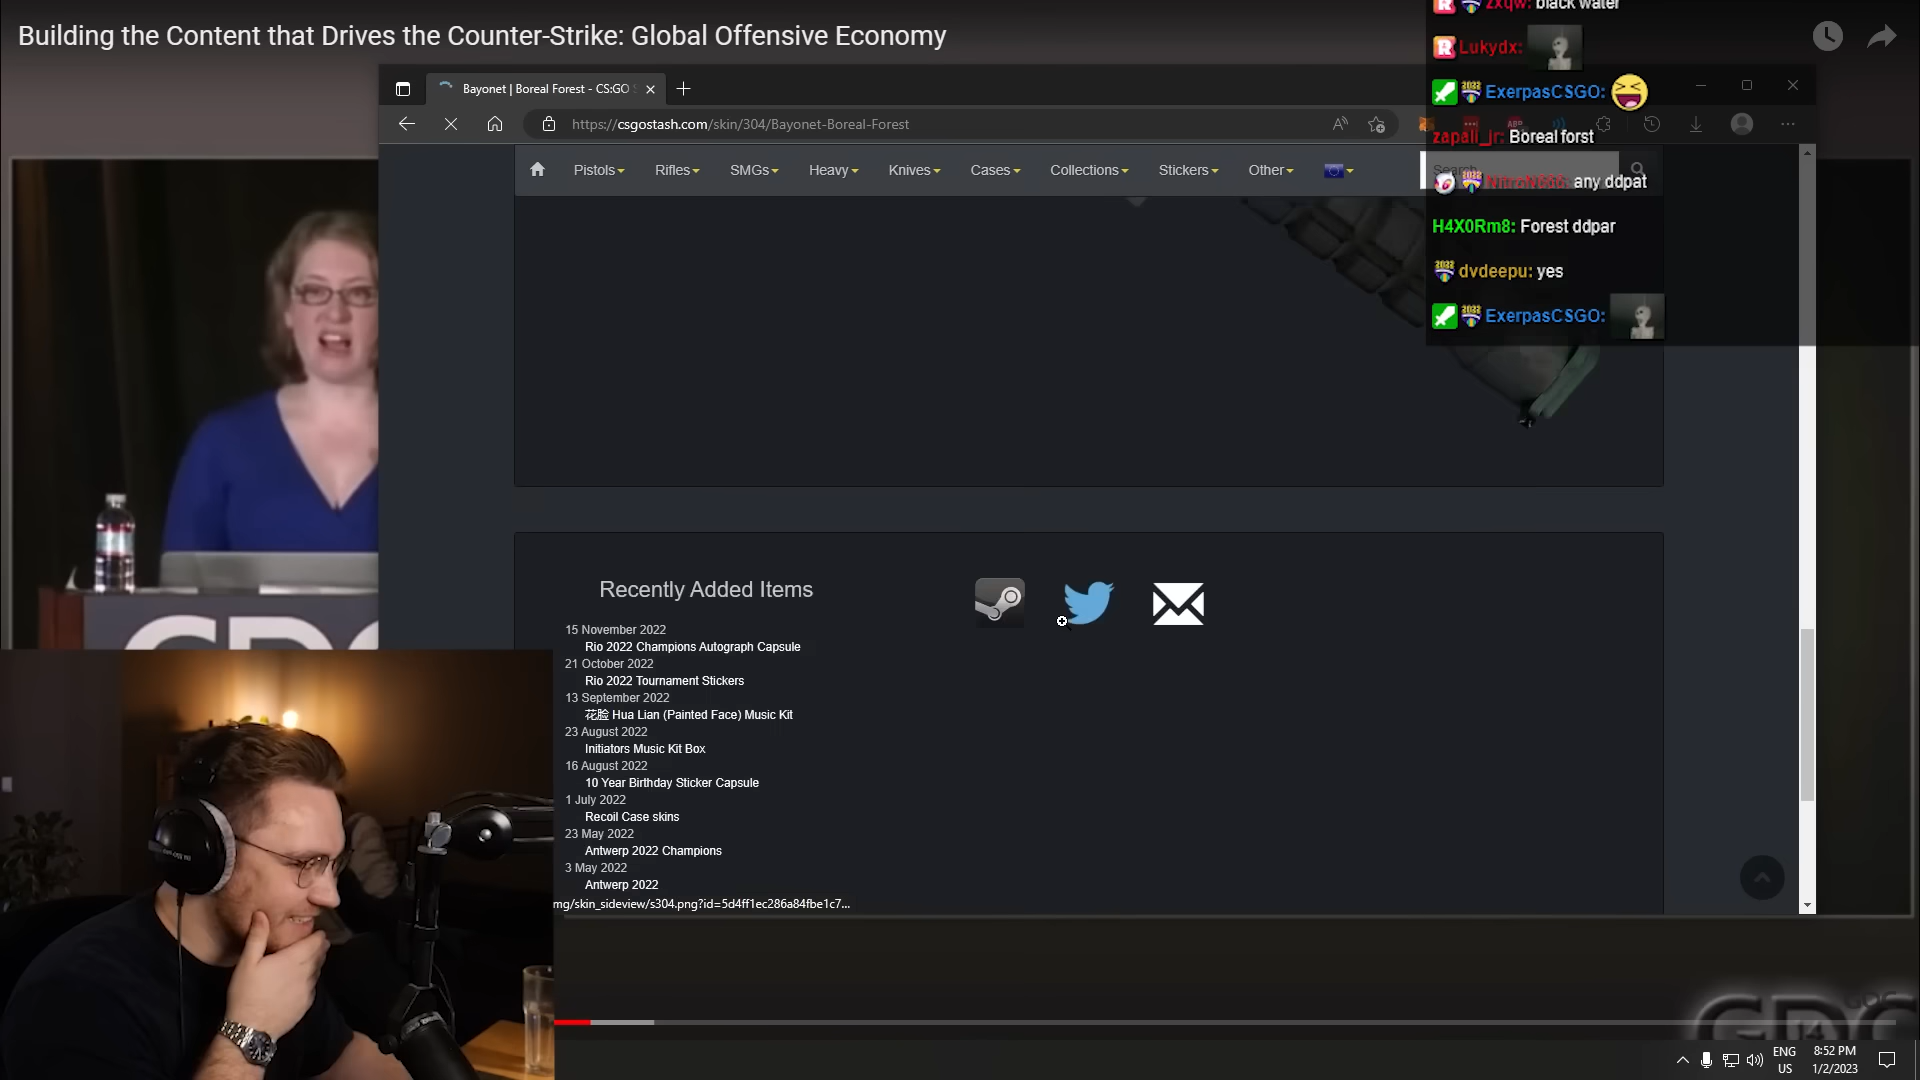 Building the Content that Drives the Counter-Strike: Global Offensive Economy
zxqw: black water
Lukydx:
ExerpasCSGO:
zapall_jr: Boreal forst
any ddpat
H4X0Rm8: Forest ddpar
dvdeepu: yes
ExerpasCSGO:
Bayonet | Boreal Forest - CS:GO S
https://csgostash.com/skin/304/Bayonet-Boreal-Forest
Pistols
Rifles
SMGs
Heavy
Knives
Cases
Collections
Stickers
Other
Search
Recently Added Items
15 November 2022
Rio 2022 Champions Autograph Capsule
21 October 2022
Rio 2022 Tournament Stickers
13 September 2022
花脸 Hua Lian (Painted Face) Music Kit
23 August 2022
Initiators Music Kit Box
16 August 2022
10 Year Birthday Sticker Capsule
1 July 2022
Recoil Case skins
23 May 2022
Antwerp 2022 Champions
3 May 2022
Antwerp 2022
mg/skin_sideview/s304.png?id=5d4ff1ec286a84fbe1c7...
GDC
ENG
US
8:52 PM
1/2/2023